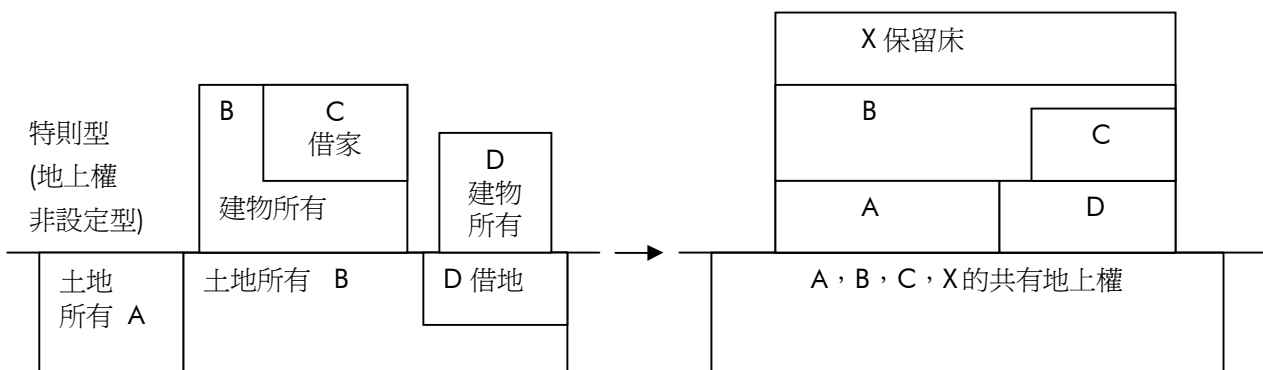 特則型
(地上權
非設定型)
B
C
借家
建物所有
D
建物
所有
土地
所有 A
土地所有 B
D 借地
X 保留床
B
C
A
D
A，B，C，X的共有地上權